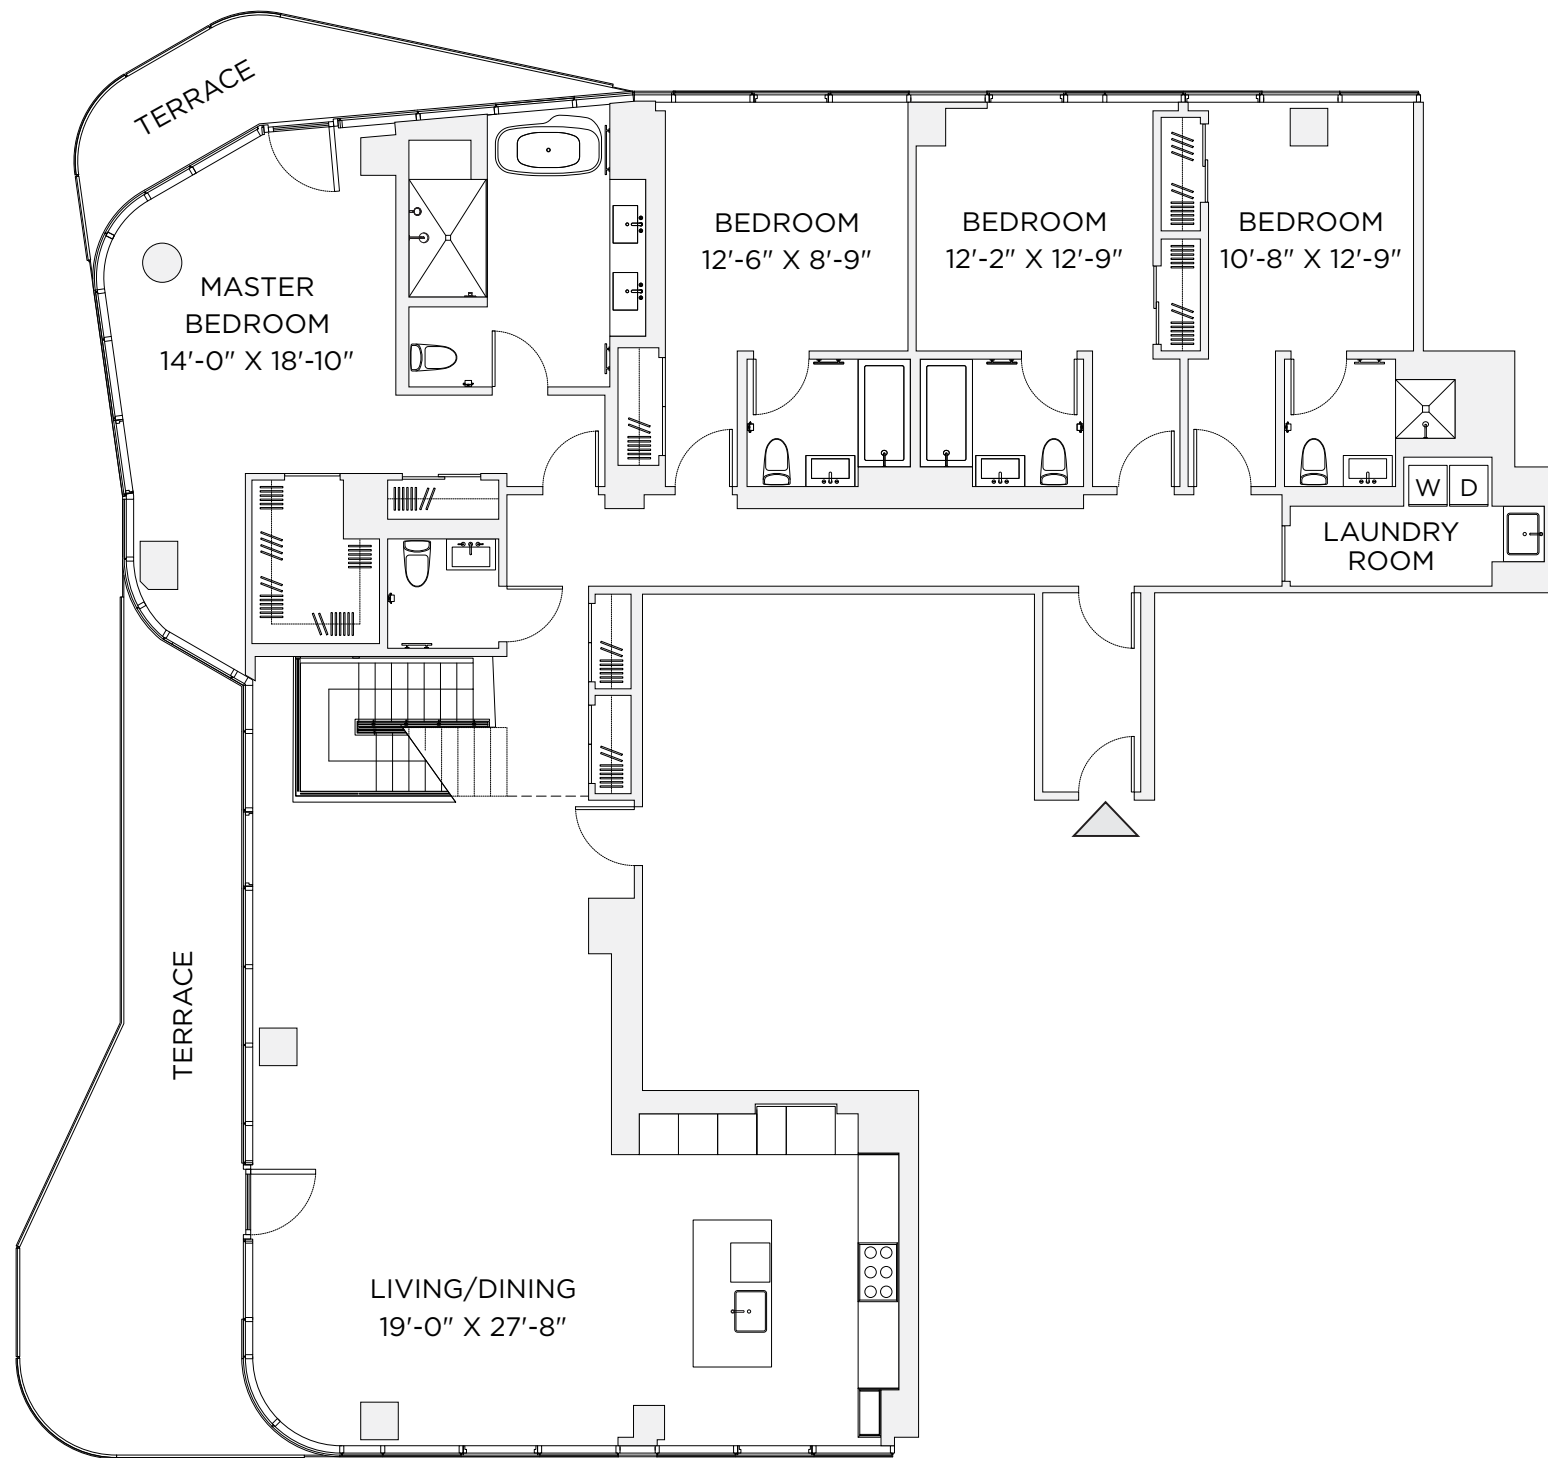 TERRACE
BEDROOM
12'-6" X 8'-9"
BEDROOM
12'-2" X 12'-9"
BEDROOM
10'-8" X 12'-9"
MASTER
BEDROOM
14'-0" X 18'-10"
W D
LAUNDRY
ROOM
TERRACE
LIVING/DINING
19'-0" X 27'-8"